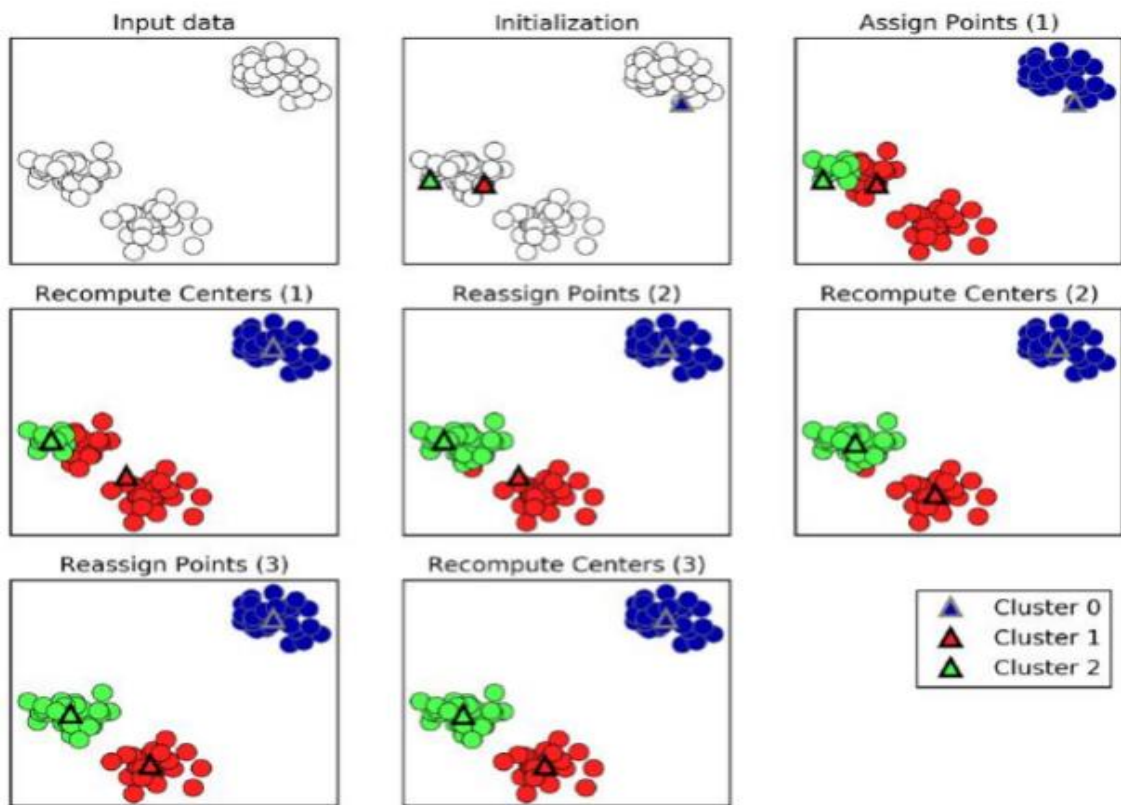 Input data
Initialization
Assign Points (1)
Recompute Centers (1)
Reassign Points (2)
Recompute Centers (2)
Reassign Points (3)
Recompute Centers (3)
Cluster 0
Cluster 1
Cluster 2